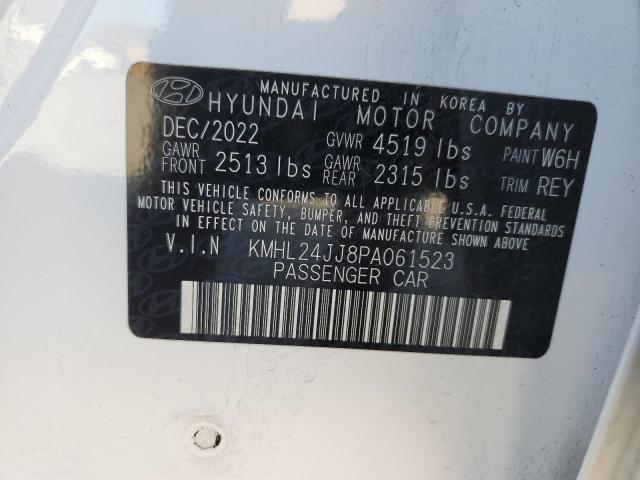 MANUFACTURED IN KOREA BY
HYUNDAI MOTOR COMPANY
DEC/2022 GVWR 4519 lbs PAINT W6H
GAWR FRONT 2513 lbs GAWR REAR 2315 lbs TRIM REY
THIS VEHICLE CONFORMS TO ALL APPLICABLE U.S.A. FEDERAL
MOTOR VEHICLE SAFETY, BUMPER, AND THEFT PREVENTION STANDARDS
IN EFFECT ON THE DATE OF MANUFACTURE SHOWN ABOVE.
V.I.N KMHL24JJ8PA061523
PASSENGER CAR